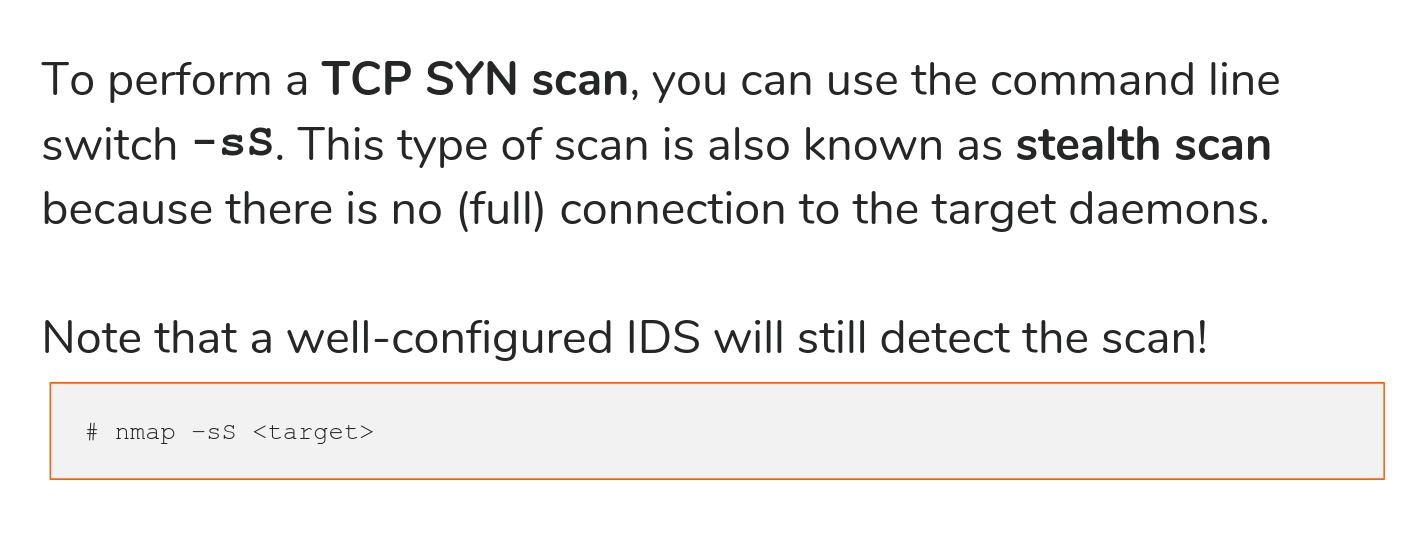 To perform a TCP SYN scan, you can use the command line
switch -sS. This type of scan is also known as stealth scan
because there is no (full) connection to the target daemons.
Note that a well-configured IDS will still detect the scan!
# nmap -sS <target>